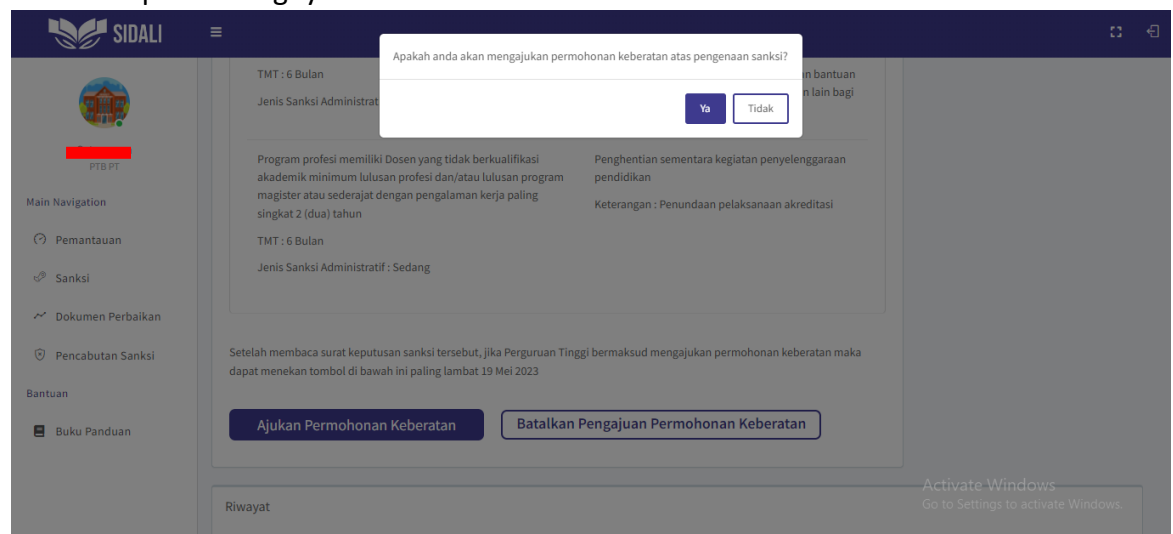 SIDALI
Apakah anda akan mengajukan permohonan keberatan atas pengenaan sanksi?
Ya
Tidak
PTB PT
Main Navigation
Pemantauan
Sanksi
Dokumen Perbaikan
Pencabutan Sanksi
Bantuan
Buku Panduan
TMT : 6 Bulan
Jenis Sanksi Administrat
n bantuan
n lain bagi
Program profesi memiliki Dosen yang tidak berkualifikasi
akademik minimum lulusan profesi dan/atau lulusan program
magister atau sederajat dengan pengalaman kerja paling
singkat 2 (dua) tahun
TMT : 6 Bulan
Jenis Sanksi Administratif : Sedang
Penghentian sementara kegiatan penyelenggaraan
pendidikan
Keterangan : Penundaan pelaksanaan akreditasi
Setelah membaca surat keputusan sanksi tersebut, jika Perguruan Tinggi bermaksud mengajukan permohonan keberatan maka
dapat menekan tombol di bawah ini paling lambat 19 Mei 2023
Ajukan Permohonan Keberatan
Batalkan Pengajuan Permohonan Keberatan
Riwayat
Activate Windows
Go to Settings to activate Windows.